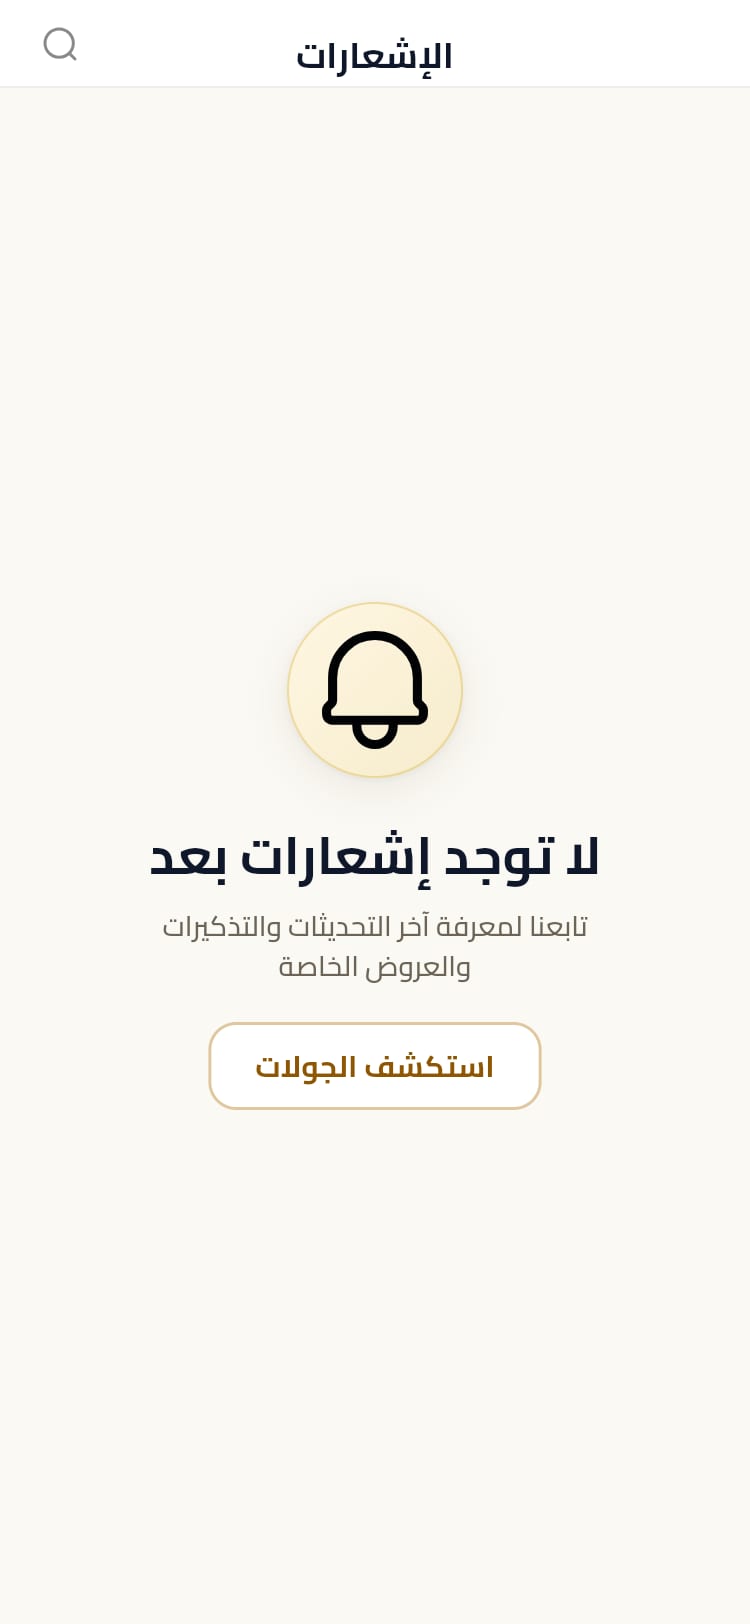 الإشعارات
لا توجد إشعارات بعد
تابعنا لمعرفة آخر التحديثات والتذكيرات
والعروض الخاصة
استكشف الجولات